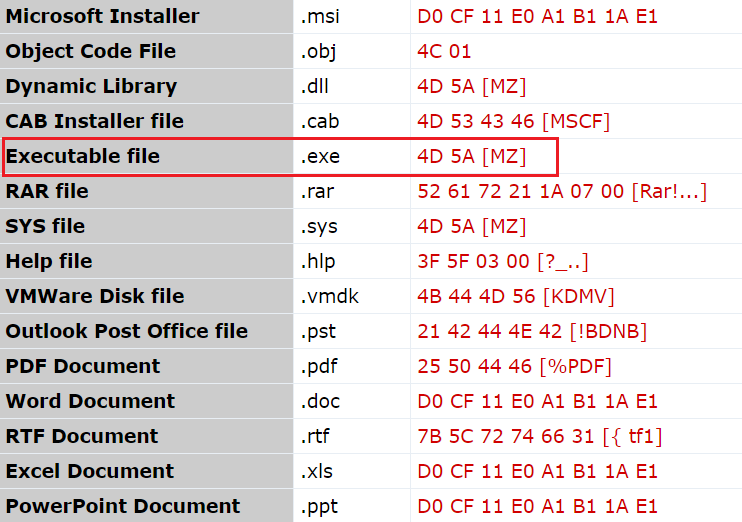 Microsoft Installer .msi D0 CF 11 E0 A1 B1 1A E1
Object Code File .obj 4C 01
Dynamic Library .dll 4D 5A [MZ]
CAB Installer file .cab 4D 53 43 46 [MSCF]
Executable file .exe 4D 5A [MZ]
RAR file .rar 52 61 72 21 1A 07 00 [Rar!...]
SYS file .sys 4D 5A [MZ]
Help file .hlp 3F 5F 03 00 [?_..]
VMWare Disk file .vmdk 4B 44 4D 56 [KDMV]
Outlook Post Office file .pst 21 42 44 4E 42 [!BDNB]
PDF Document .pdf 25 50 44 46 [%PDF]
Word Document .doc D0 CF 11 E0 A1 B1 1A E1
RTF Document .rtf 7B 5C 72 74 66 31 [{ tf1]
Excel Document .xls D0 CF 11 E0 A1 B1 1A E1
PowerPoint Document .ppt D0 CF 11 E0 A1 B1 1A E1